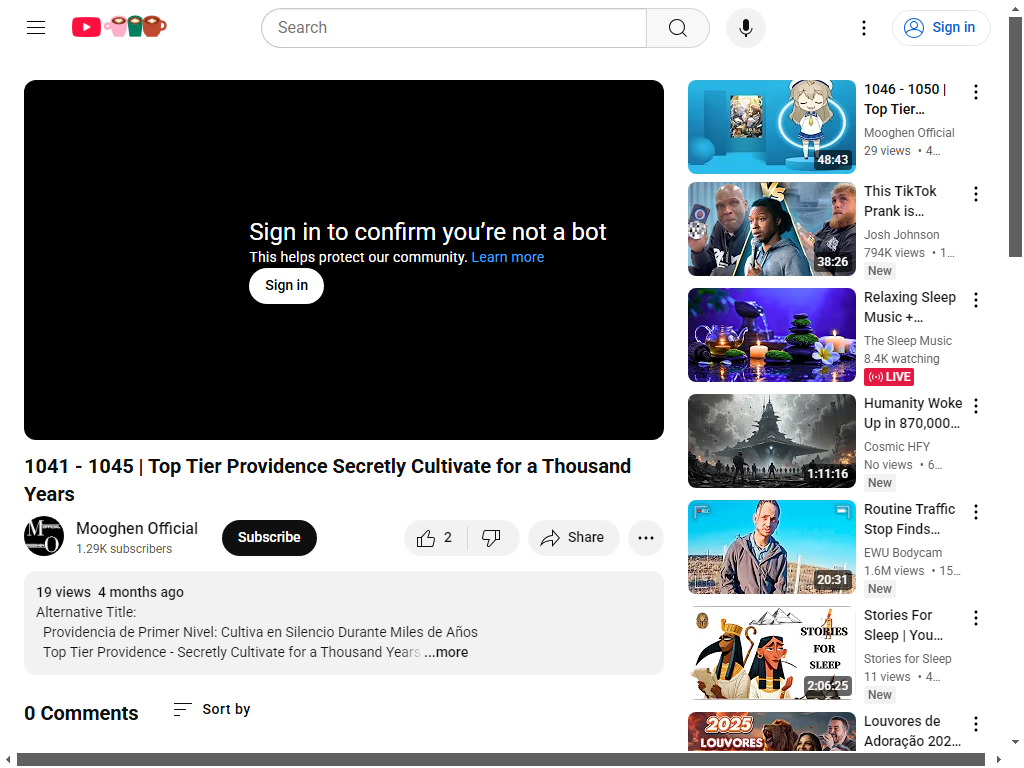 Search
Sign in
Sign in to confirm you’re not a bot
This helps protect our community. Learn more
Sign in
1041 - 1045 | Top Tier Providence Secretly Cultivate for a Thousand
Years
Mooghen Official
1.29K subscribers
Subscribe
2
Share
19 views 4 months ago
Alternative Title:
Providencia de Primer Nivel: Cultiva en Silencio Durante Miles de Años
Top Tier Providence - Secretly Cultivate for a Thousand Years ...more
0 Comments
Sort by
48:43
1046 - 1050 |
Top Tier…
Mooghen Official
29 views • 4…
VS
38:26
This TikTok
Prank is…
Josh Johnson
794K views • 1…
New
Relaxing Sleep
Music +…
The Sleep Music
8.4K watching
LIVE
1:11:16
Humanity Woke
Up in 870,000…
Cosmic HFY
No views • 6…
New
REC
20:31
Routine Traffic
Stop Finds…
EWU Bodycam
1.6M views • 15…
New
STORIES
FOR
SLEEP
2:06:25
Stories For
Sleep | You…
Stories for Sleep
11 views • 4…
New
2025
LOUVORES
Louvores de
Adoração 202…